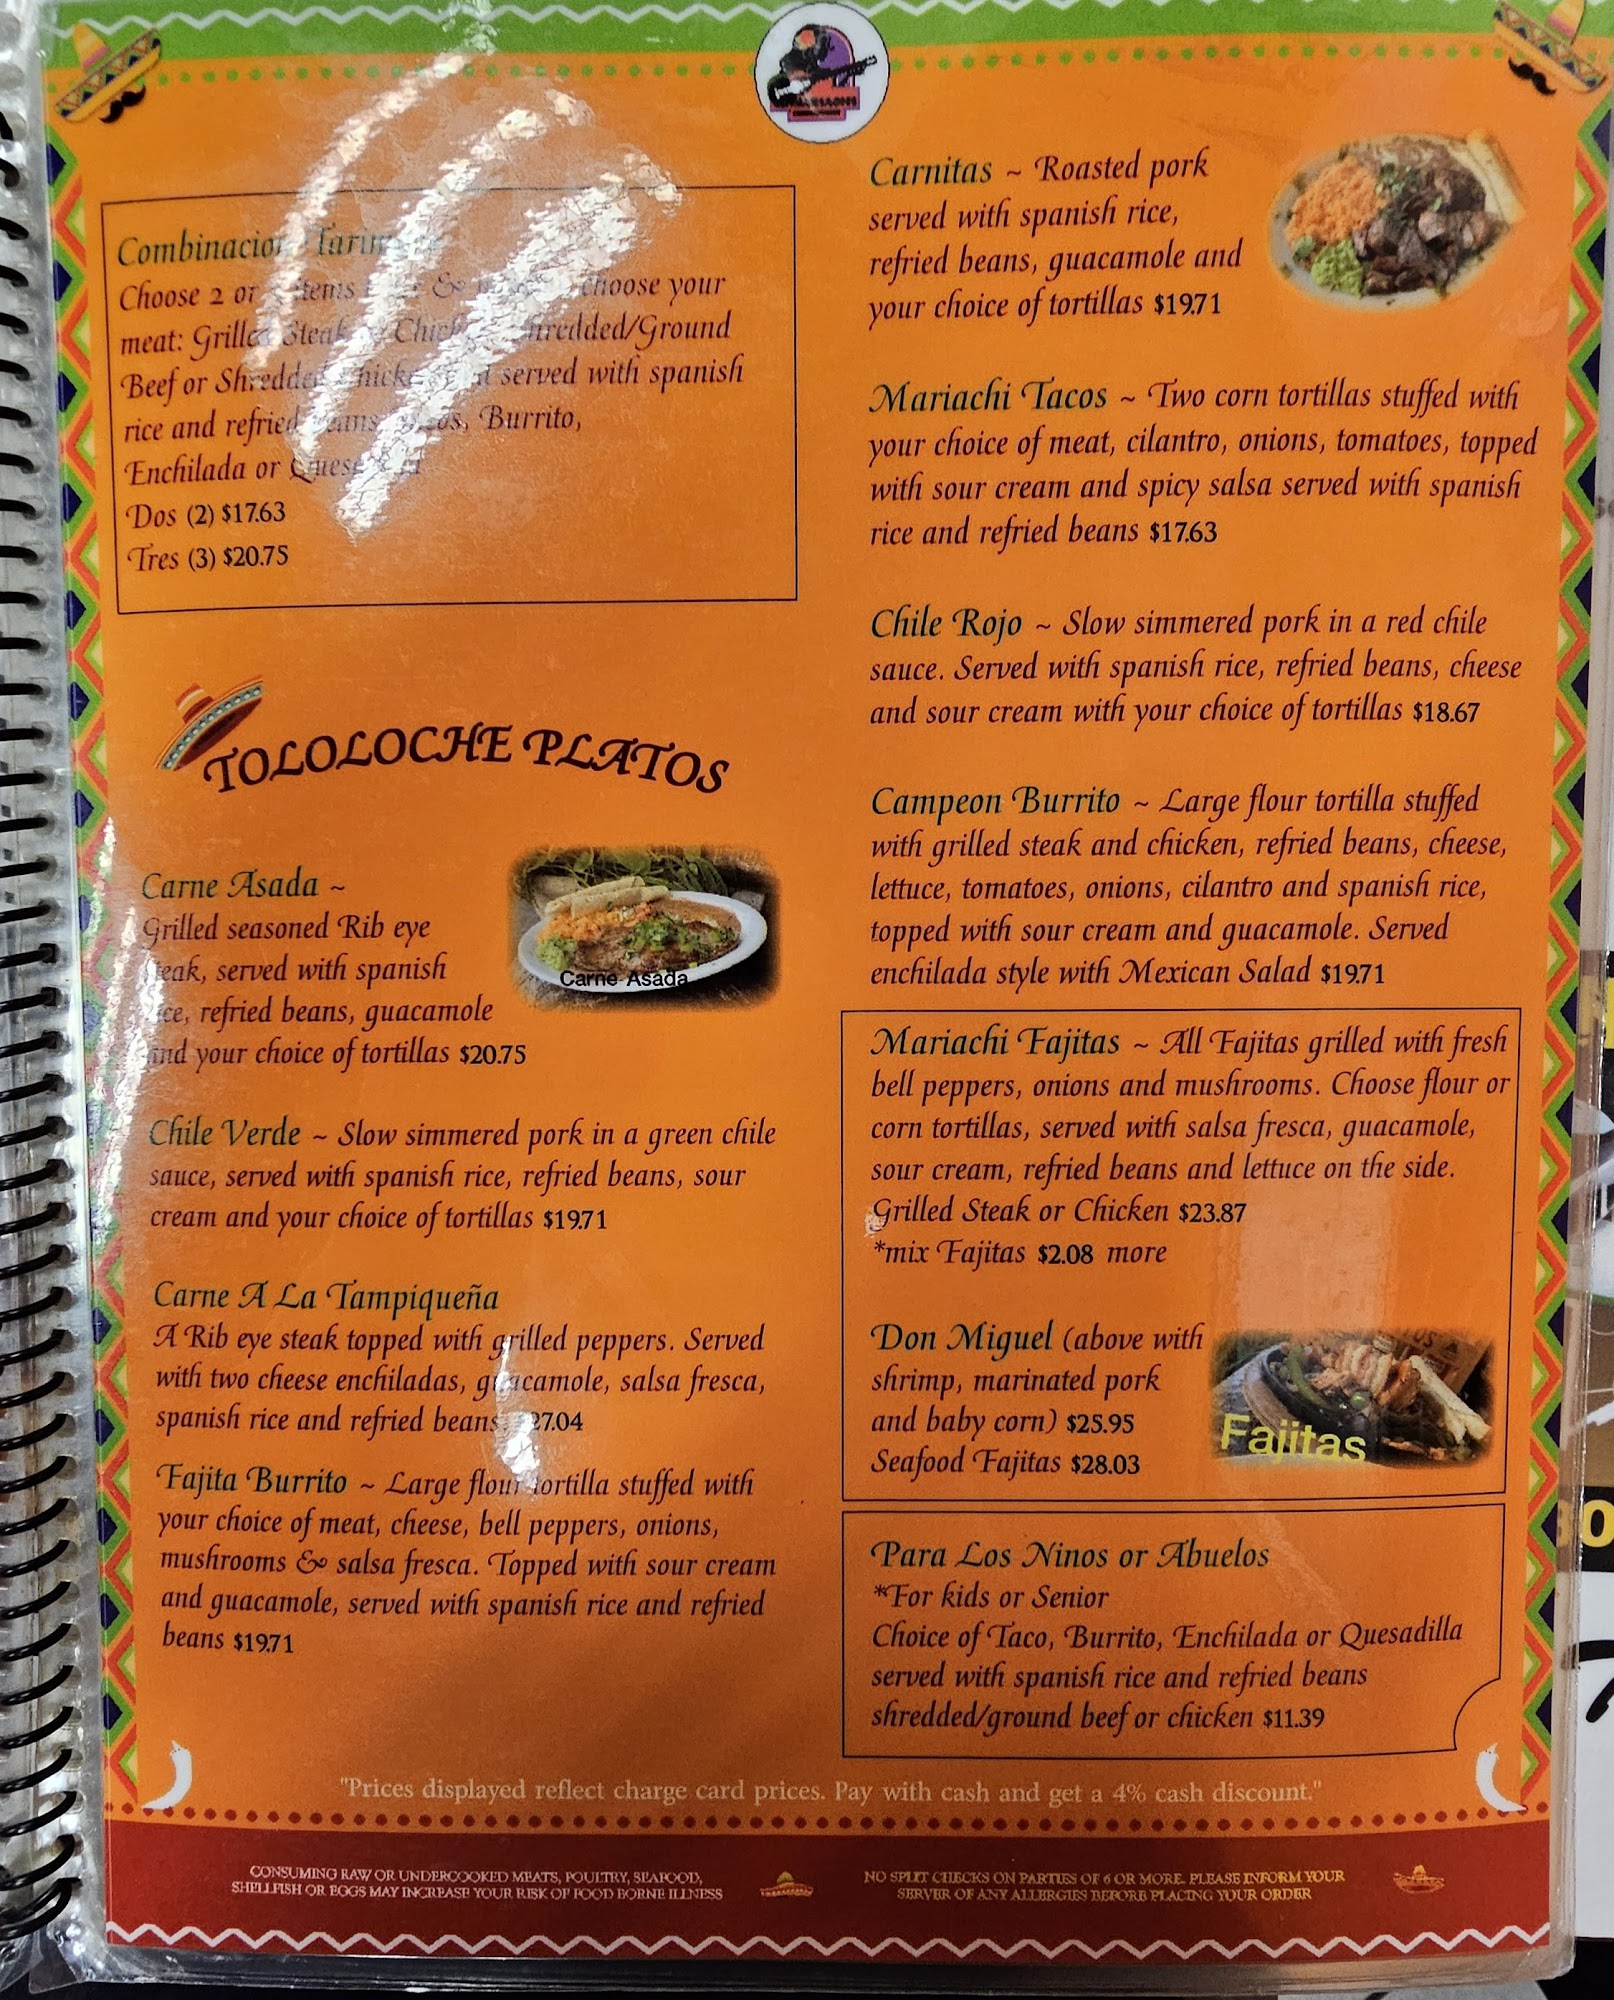 Combinacion
Choose 2 or items choose your
meat: Grilled Steak Shredded/Ground
Beef or Shredded served with spanish
rice and refried beans Burrito,
Enchilada or
Dos (2) $17.63
Tres (3) $20.75
TOLOLOCHE PLATOS
Carne Asada ~
Grilled seasoned Rib eye
steak, served with spanish
rice, refried beans, guacamole
and your choice of tortillas $20.75
Carne Asada
Chile Verde ~ Slow simmered pork in a green chile
sauce, served with spanish rice, refried beans, sour
cream and your choice of tortillas $19.71
Carne A La Tampiqueña
A Rib eye steak topped with grilled peppers. Served
with two cheese enchiladas, guacamole, salsa fresca,
spanish rice and refried beans $27.04
Fajita Burrito ~ Large flour tortilla stuffed with
your choice of meat, cheese, bell peppers, onions,
mushrooms & salsa fresca. Topped with sour cream
and guacamole, served with spanish rice and refried
beans $19.71
Carnitas ~ Roasted pork
served with spanish rice,
refried beans, guacamole and
your choice of tortillas $19.71
Mariachi Tacos ~ Two corn tortillas stuffed with
your choice of meat, cilantro, onions, tomatoes, topped
with sour cream and spicy salsa served with spanish
rice and refried beans $17.63
Chile Rojo ~ Slow simmered pork in a red chile
sauce. Served with spanish rice, refried beans, cheese
and sour cream with your choice of tortillas $18.67
Campeon Burrito ~ Large flour tortilla stuffed
with grilled steak and chicken, refried beans, cheese,
lettuce, tomatoes, onions, cilantro and spanish rice,
topped with sour cream and guacamole. Served
enchilada style with Mexican Salad $19.71
Mariachi Fajitas ~ All Fajitas grilled with fresh
bell peppers, onions and mushrooms. Choose flour or
corn tortillas, served with salsa fresca, guacamole,
sour cream, refried beans and lettuce on the side.
Grilled Steak or Chicken $23.87
*mix Fajitas $2.08 more
Don Miguel (above with
shrimp, marinated pork
and baby corn) $25.95
Seafood Fajitas $28.03
Fajitas
Para Los Ninos or Abuelos
*For kids or Senior
Choice of Taco, Burrito, Enchilada or Quesadilla
served with spanish rice and refried beans
shredded/ground beef or chicken $11.39
"Prices displayed reflect charge card prices. Pay with cash and get a 4% cash discount."
CONSUMING RAW OR UNDERCOOKED MEATS, POULTRY, SEAFOOD,
SHELLFISH OR EGGS MAY INCREASE YOUR RISK OF FOOD BORNE ILLNESS
NO SPLIT CHECKS ON PARTIES OF 6 OR MORE. PLEASE INFORM YOUR
SERVER OF ANY ALLERGIES BEFORE PLACING YOUR ORDER